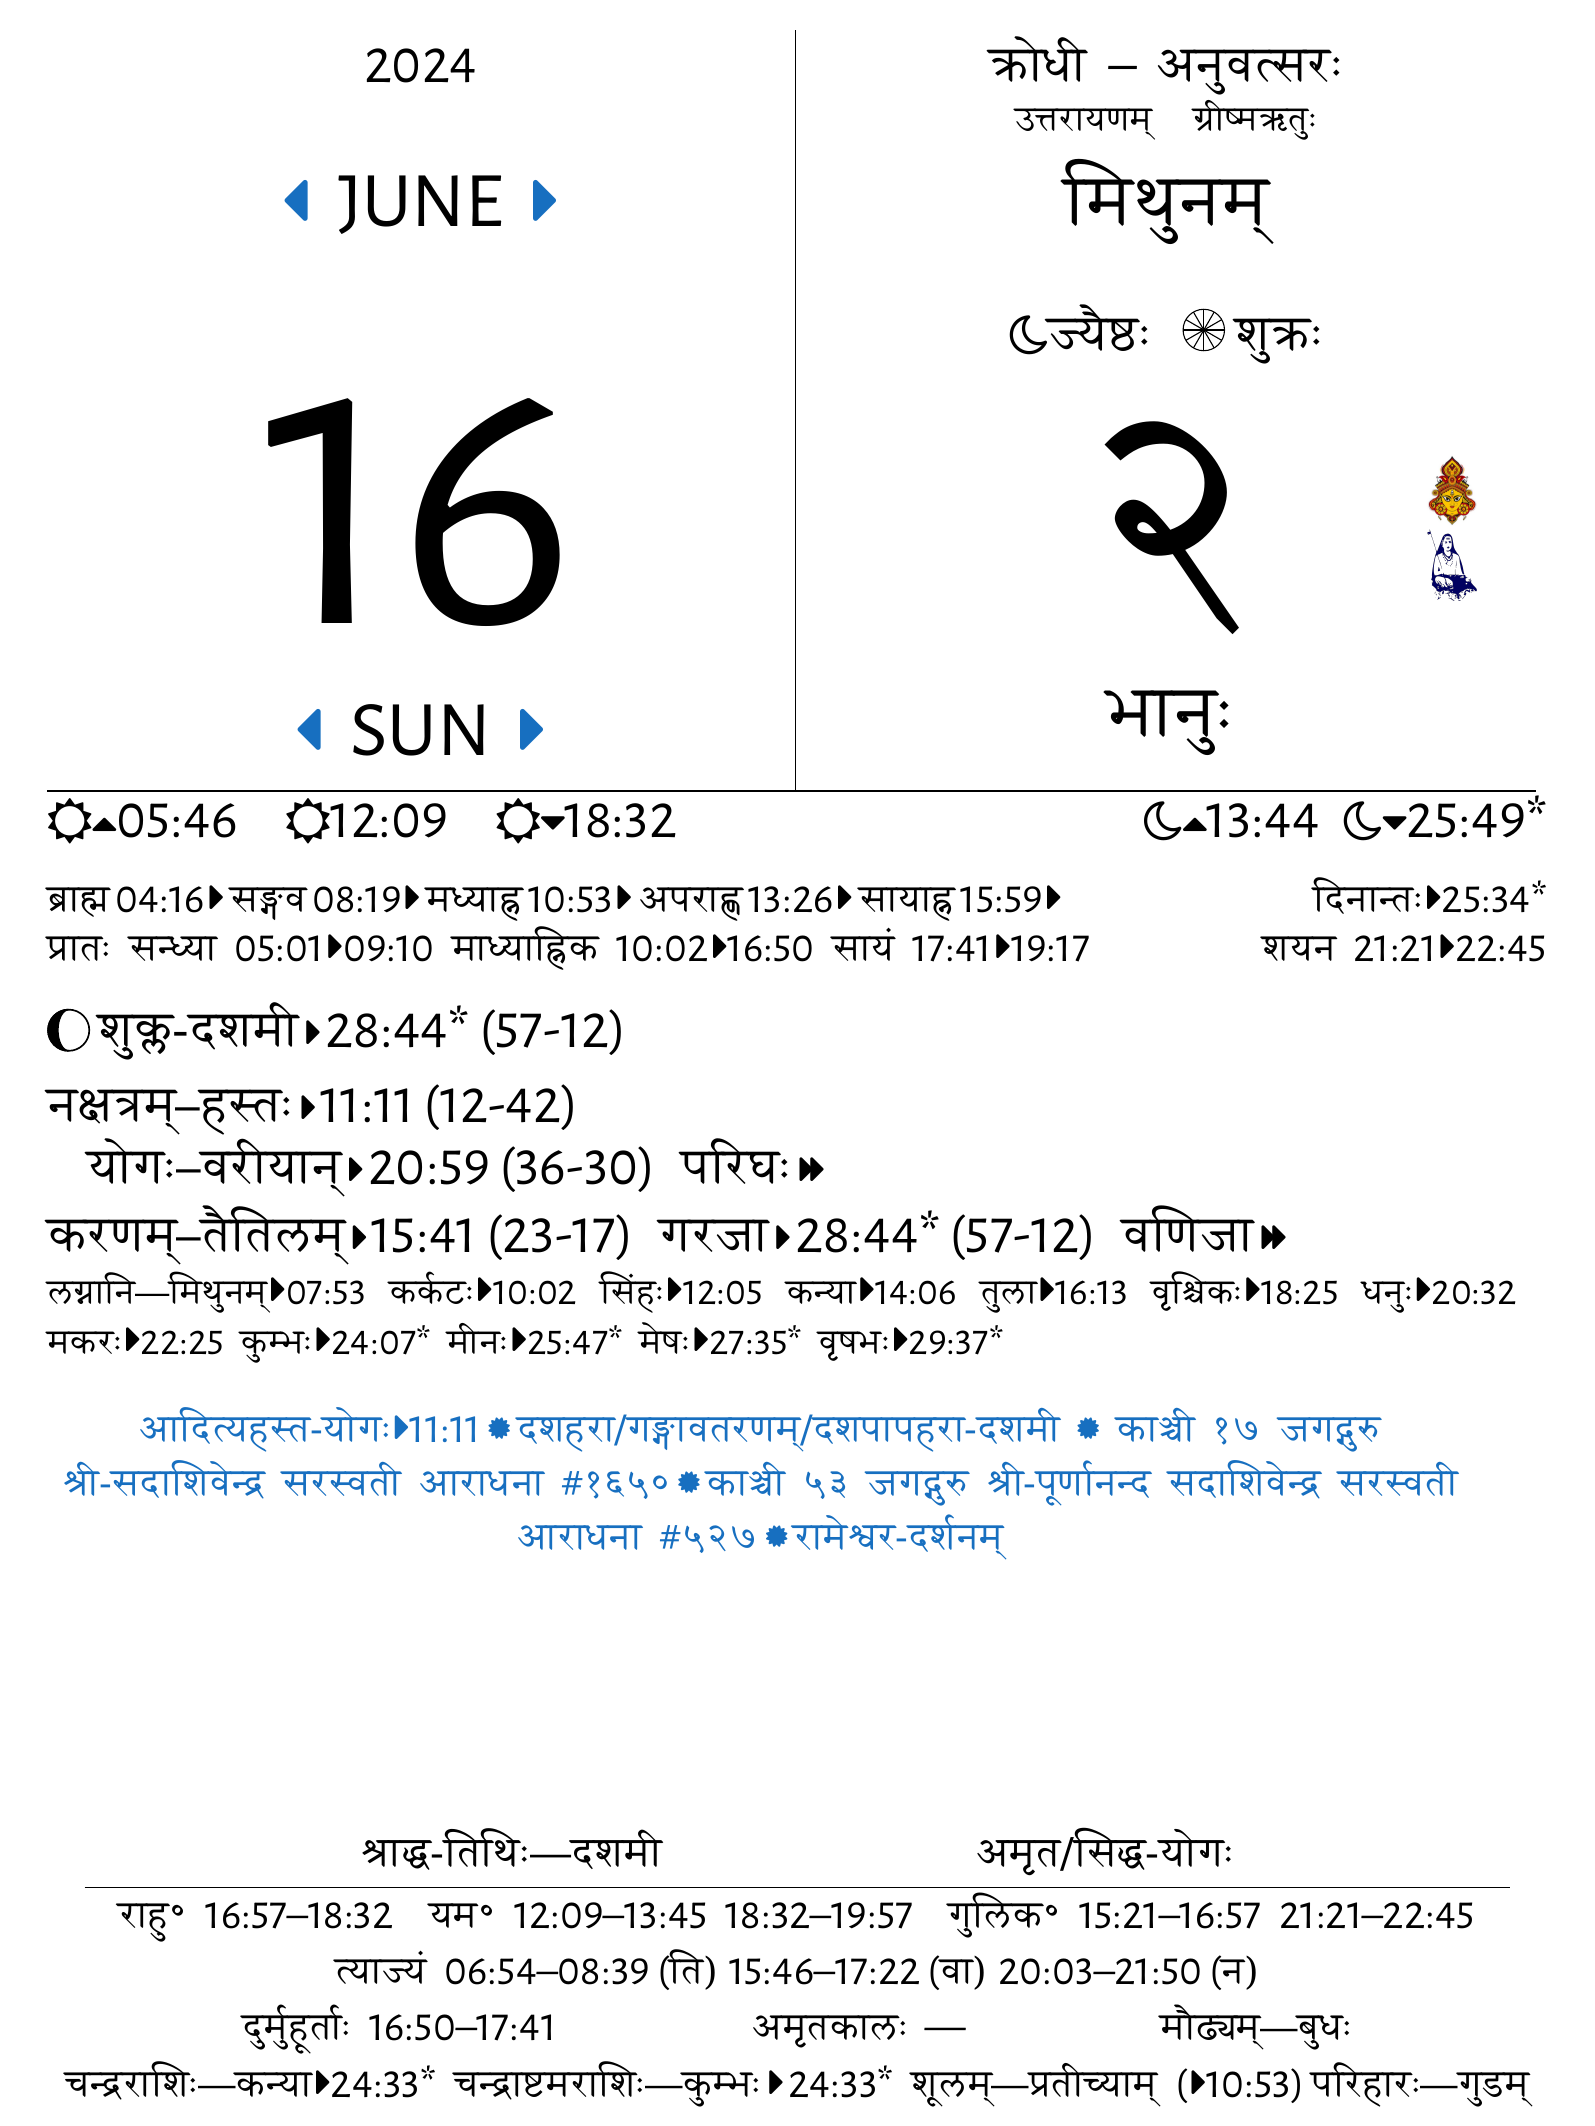 2024
JUNE
16
SUN
क्रोधी – अनुवत्सरः
उत्तरायणम् ग्रीष्मऋतुः
मिथुनम्
ज्यैष्ठः शुक्रः
२
भानुः
05:46 12:09 18:32 13:44 25:49*
ब्राह्म 04:16 सङ्गव 08:19 मध्याह्न 10:53 अपराह्ण 13:26 सायाह्न 15:59 दिनान्तः 25:34*
प्रातः सन्ध्या 05:01 09:10 माध्याह्निक 10:02 16:50 सायं 17:41 19:17 शयन 21:21 22:45
शुक्ल-दशमी 28:44* (57-12)
नक्षत्रम्–हस्तः 11:11 (12-42)
योगः–वरीयान् 20:59 (36-30) परिघः
करणम्–तैतिलम् 15:41 (23-17) गरजा 28:44* (57-12) वणिजा
लग्नानि—मिथुनम् 07:53 कर्कटः 10:02 सिंहः 12:05 कन्या 14:06 तुला 16:13 वृश्चिकः 18:25 धनुः 20:32
मकरः 22:25 कुम्भः 24:07* मीनः 25:47* मेषः 27:35* वृषभः 29:37*
आदित्यहस्त-योगः 11:11 दशहरा/गङ्गावतरणम्/दशपापहरा-दशमी काञ्ची १७ जगद्गुरु
श्री-सदाशिवेन्द्र सरस्वती आराधना #१६५० काञ्ची ५३ जगद्गुरु श्री-पूर्णानन्द सदाशिवेन्द्र सरस्वती
आराधना #५२७ रामेश्वर-दर्शनम्
श्राद्ध-तिथिः—दशमी अमृत/सिद्ध-योगः
राहु॰ 16:57–18:32 यम॰ 12:09–13:45 18:32–19:57 गुलिक॰ 15:21–16:57 21:21–22:45
त्याज्यं 06:54–08:39 (ति) 15:46–17:22 (वा) 20:03–21:50 (न)
दुर्मुहूर्ताः 16:50–17:41 अमृतकालः — मौढ्यम्—बुधः
चन्द्रराशिः—कन्या 24:33* चन्द्राष्टमराशिः—कुम्भः 24:33* शूलम्—प्रतीच्याम् (10:53) परिहारः—गुडम्